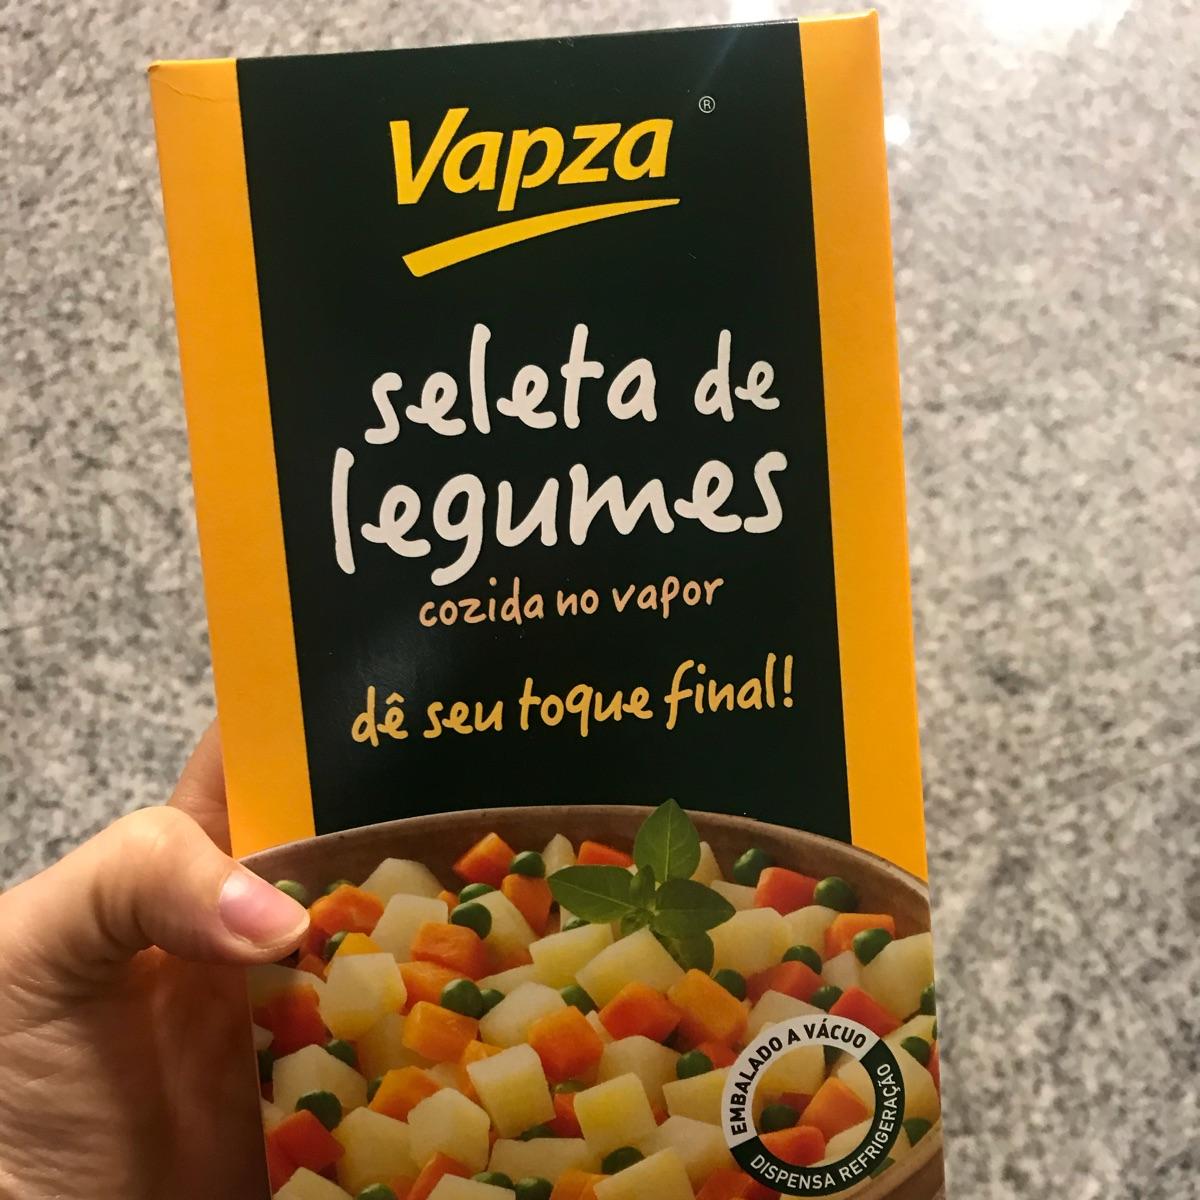 Vapza ®
seleta de
legumes
cozida no vapor
dê seu toque final!
EMBALADO A VÁCUO
DISPENSA REFRIGERAÇÃO